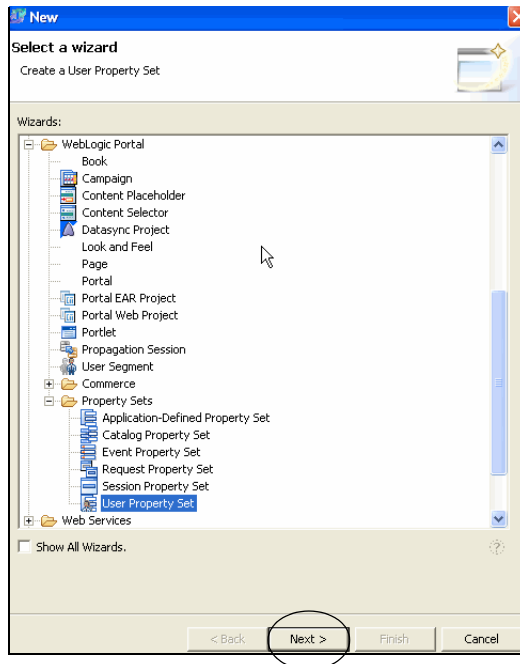 New
Select a wizard
Create a User Property Set
Wizards:
WebLogic Portal
Book
Campaign
Content Placeholder
Content Selector
Datasync Project
Look and Feel
Page
Portal
Portal EAR Project
Portal Web Project
Portlet
Propagation Session
User Segment
Commerce
Property Sets
Application-Defined Property Set
Catalog Property Set
Event Property Set
Request Property Set
Session Property Set
User Property Set
Web Services
Show All Wizards.
< Back Next > Finish Cancel